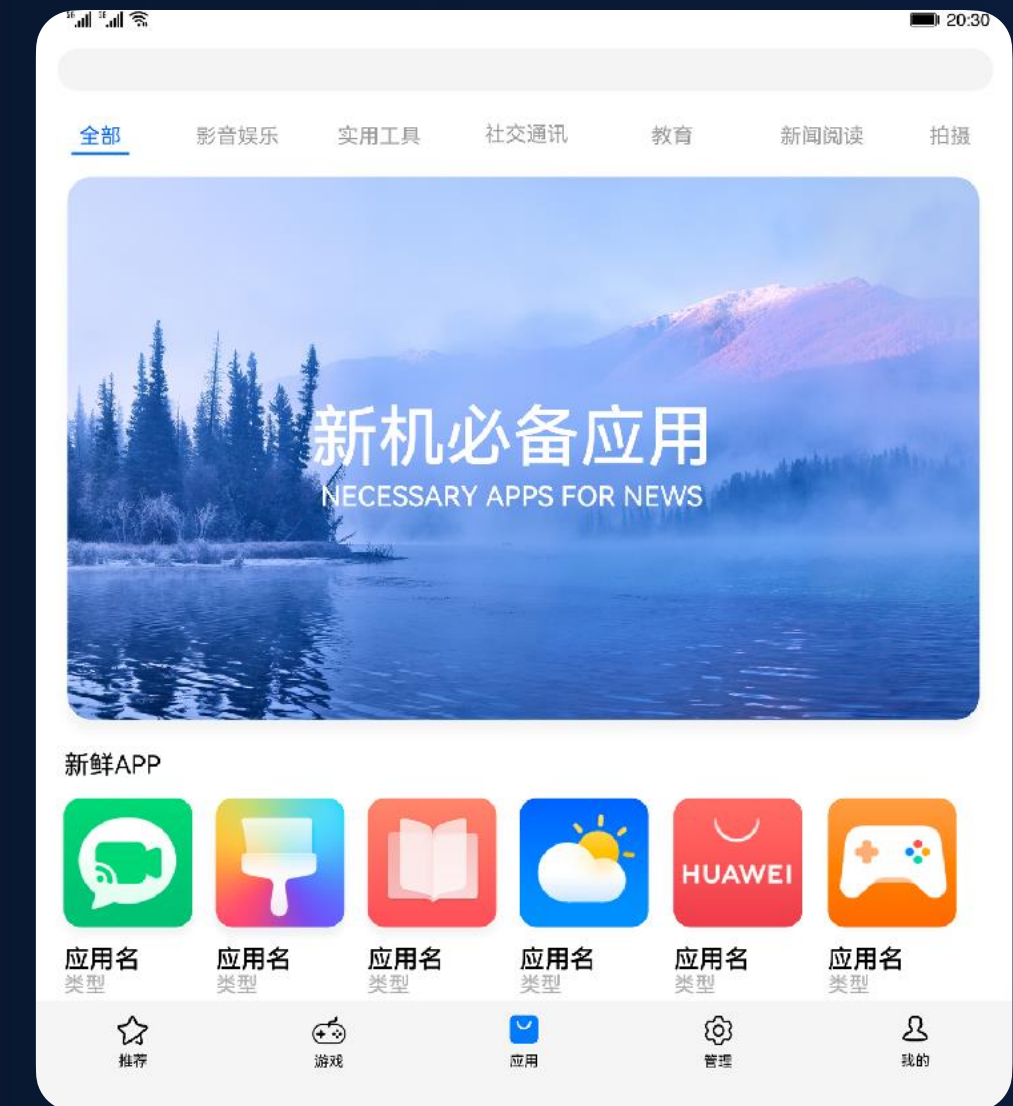 20:30
全部 影音娱乐 实用工具 社交通讯 教育 新闻阅读 拍摄
新机必备应用
NECESSARY APPS FOR NEWS
新鲜APP
HUAWEI
应用名 应用名 应用名 应用名 应用名 应用名
类型 类型 类型 类型 类型 类型
推荐 游戏 应用 管理 我的